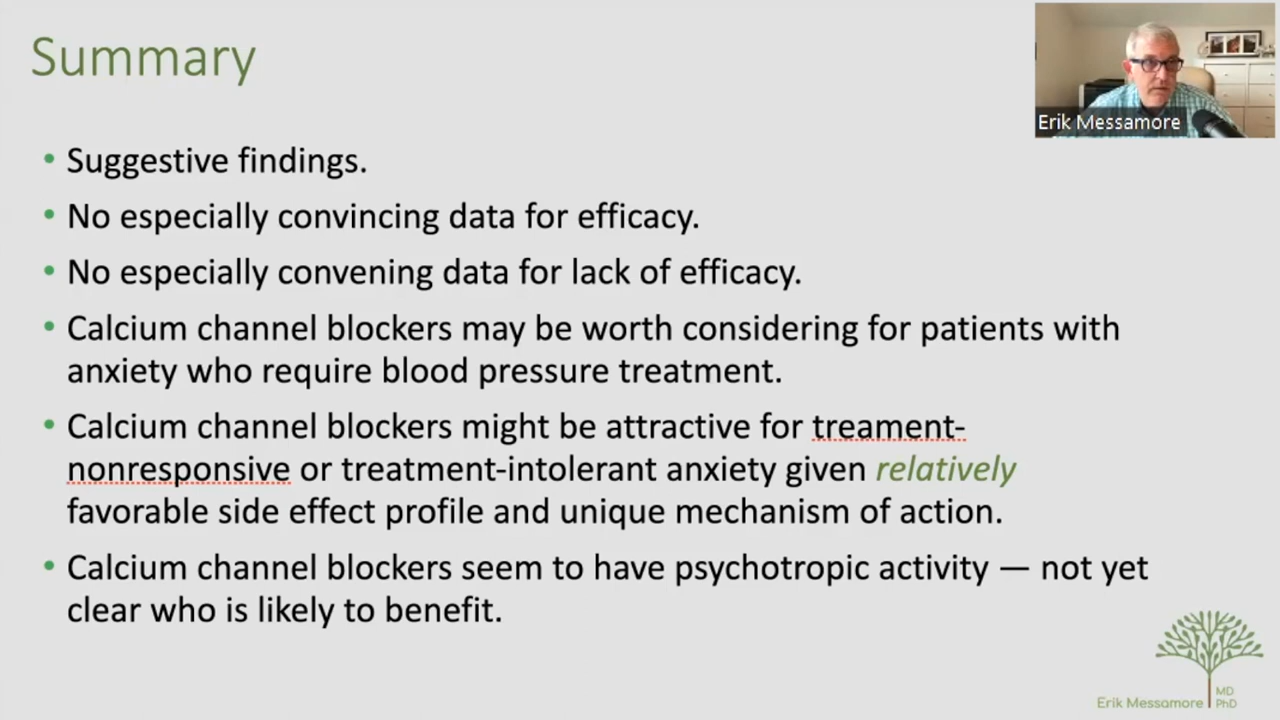 Summary
Erik Messamore
• Suggestive findings.
• No especially convincing data for efficacy.
• No especially convening data for lack of efficacy.
• Calcium channel blockers may be worth considering for patients with
anxiety who require blood pressure treatment.
• Calcium channel blockers might be attractive for treament-
nonresponsive or treatment-intolerant anxiety given relatively
favorable side effect profile and unique mechanism of action.
• Calcium channel blockers seem to have psychotropic activity — not yet
clear who is likely to benefit.
Erik Messamore MD
PhD